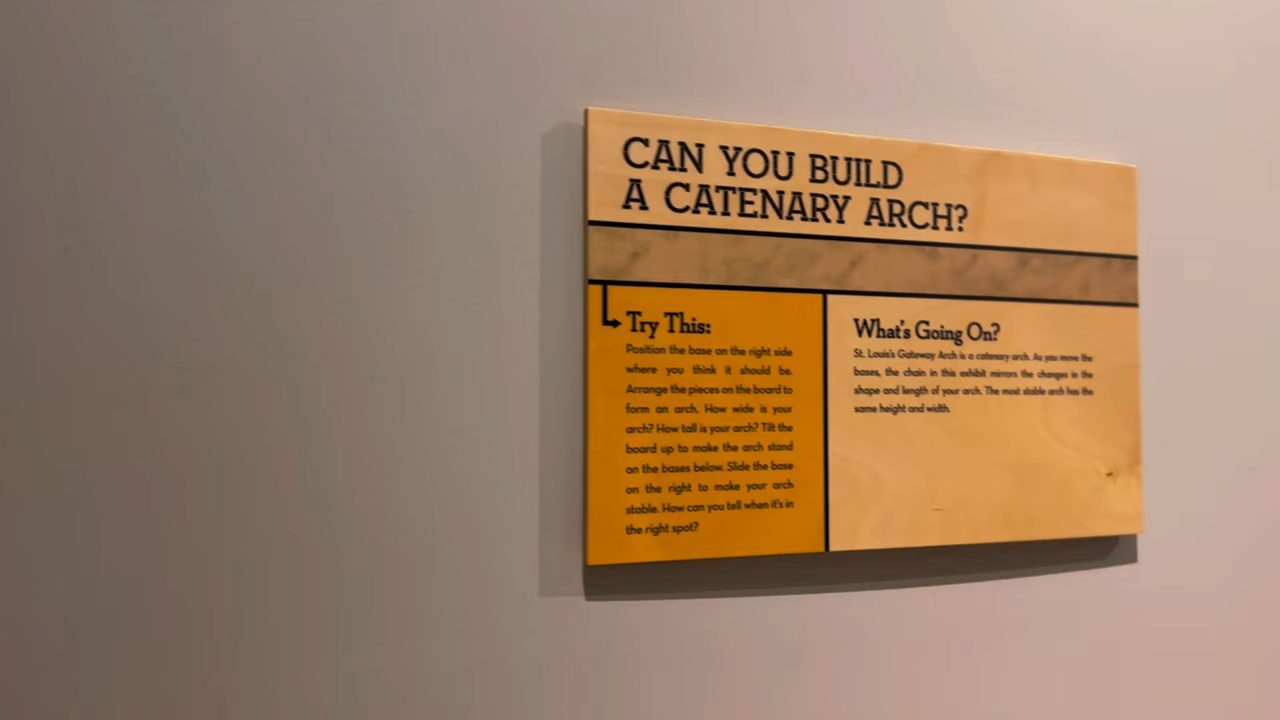 CAN YOU BUILD
A CATENARY ARCH?
Try This:
Position the base on the right side
where you think it should be.
Arrange the pieces on the board to
form an arch. How wide is your
arch? How tall is your arch? Tilt the
board up to make the arch stand
on the bases below. Slide the base
on the right to make your arch
stable. How can you tell when it's in
the right spot?
What's Going On?
St. Louis's Gateway Arch is a catenary arch. As you move the
bases, the chain in this exhibit mirrors the changes in the
shape and length of your arch. The most stable arch has the
same height and width.